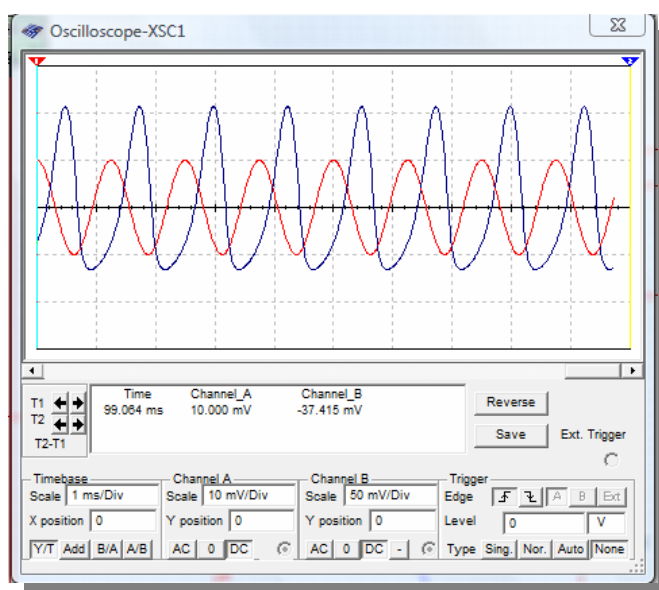 Oscilloscope-XSC1
1
2
Time Channel_A Channel_B
99.064 ms 10.000 mV -37.415 mV
T1
T2
T2-T1
Reverse
Save
Ext. Trigger
Timebase
Scale 1 ms/Div
X position 0
Y/T Add B/A A/B
Channel A
Scale 10 mV/Div
Y position 0
AC 0 DC
Channel B
Scale 50 mV/Div
Y position 0
AC 0 DC -
Trigger
Edge A B Ext
Level 0 V
Type Sing. Nor. Auto None